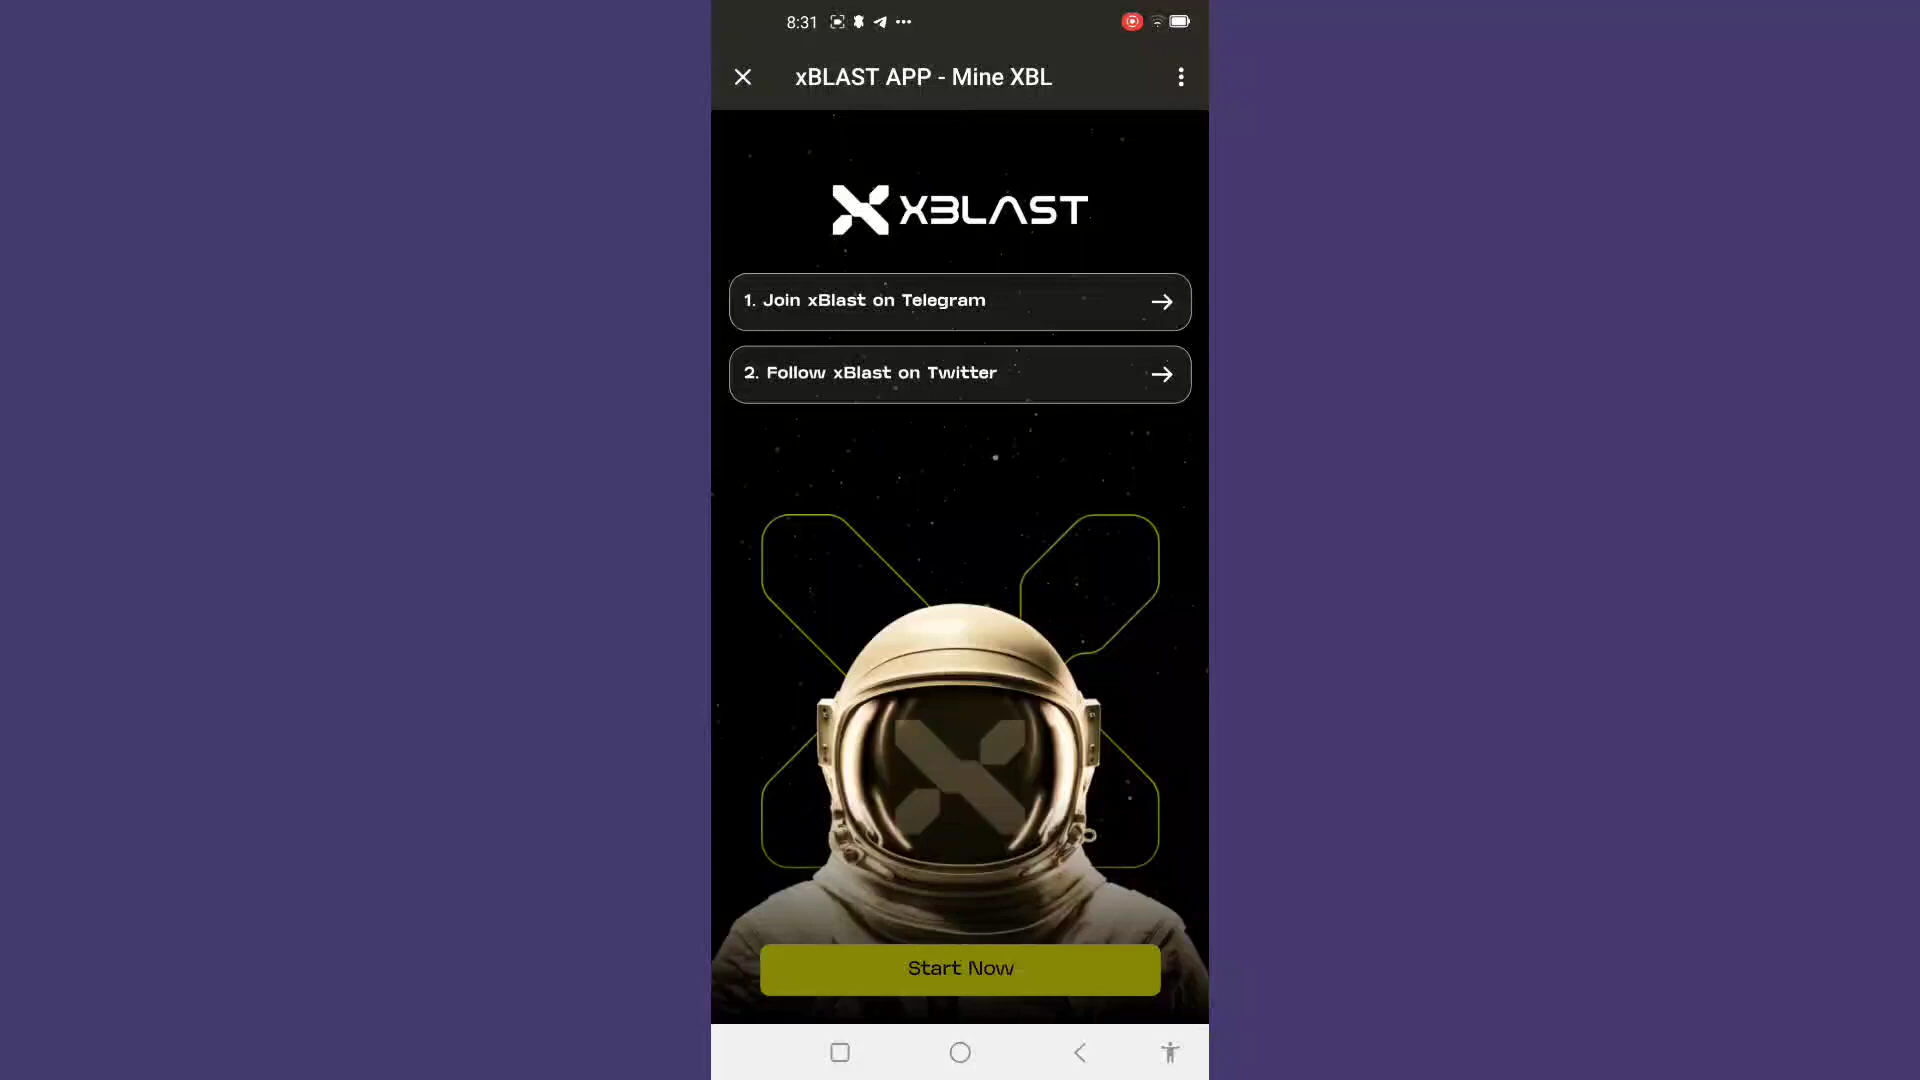 8:31
xBLAST APP - Mine XBL
XBLAST
1. Join xBlast on Telegram
2. Follow xBlast on Twitter
Start Now